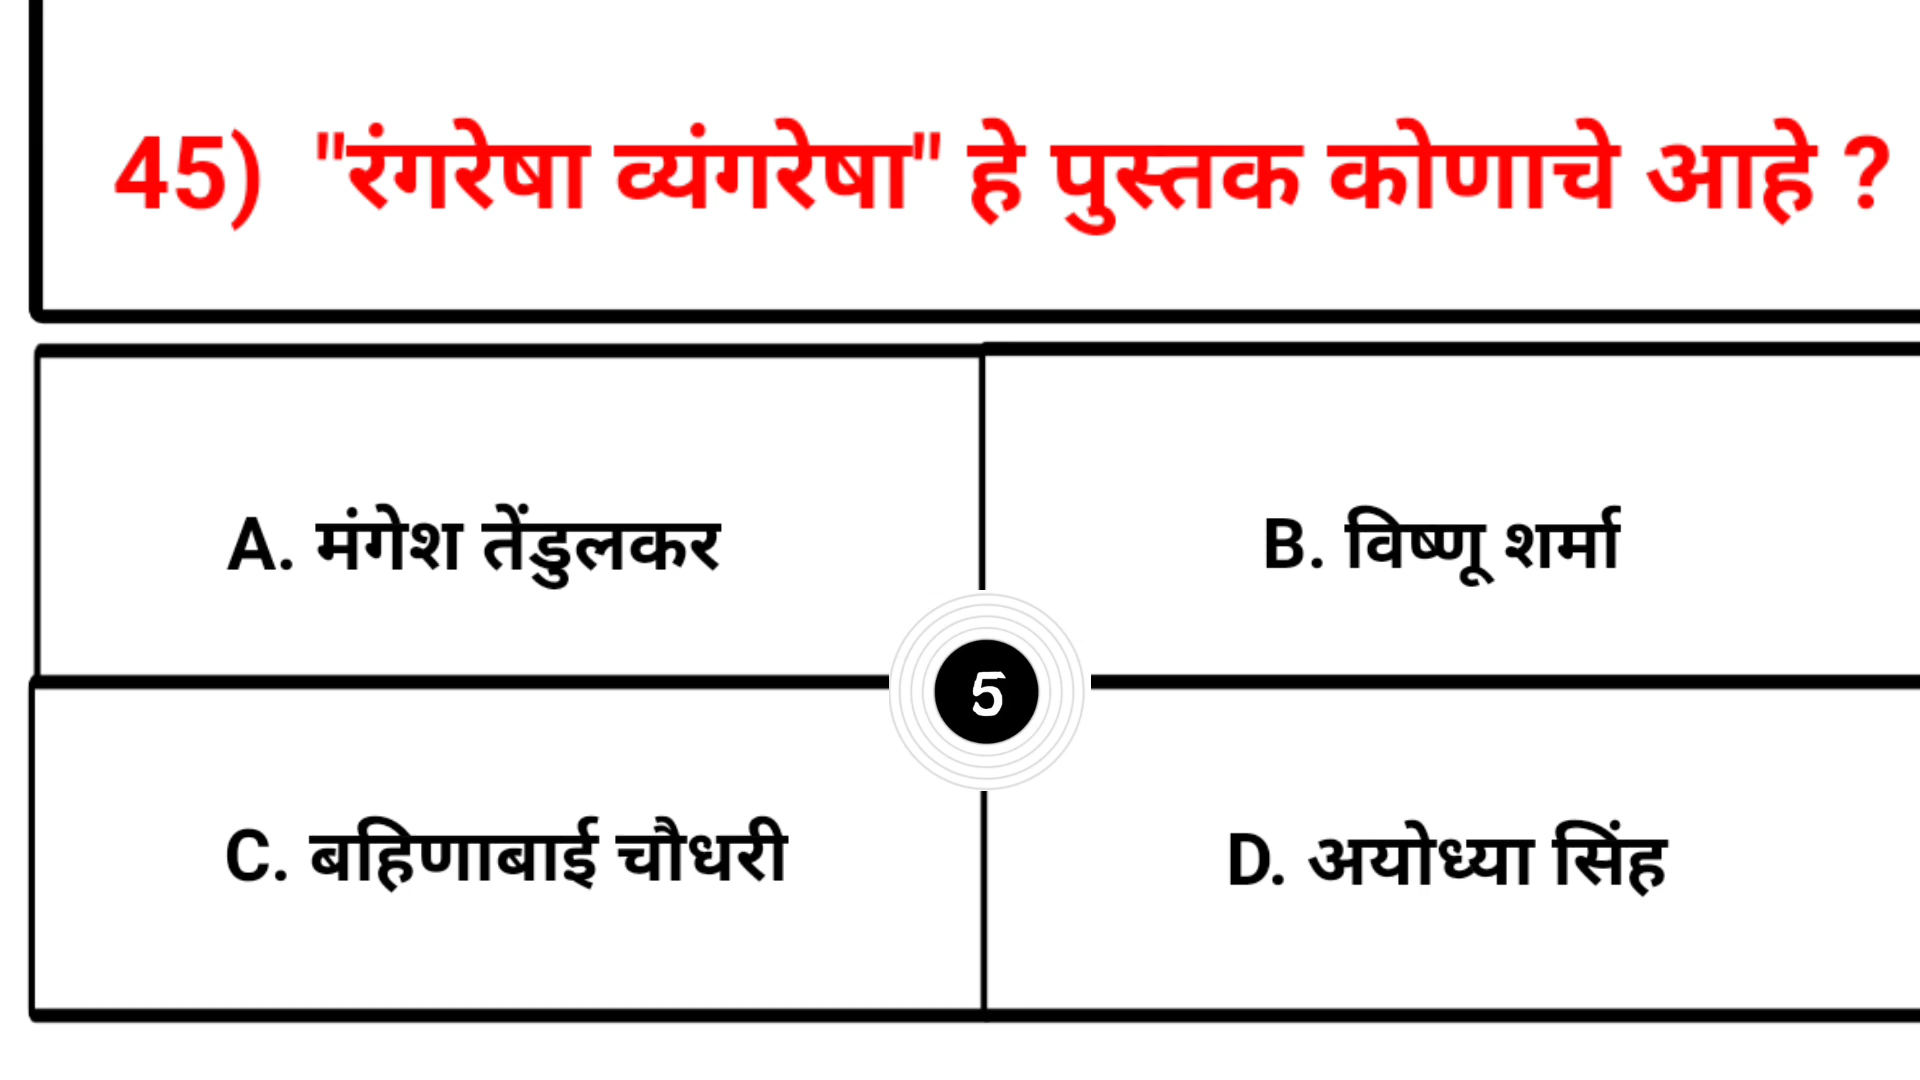 45) "रंगरेषा व्यंगरेषा" हे पुस्तक कोणाचे आहे ?
A. मंगेश तेंडुलकर
B. विष्णू शर्मा
5
C. बहिणाबाई चौधरी
D. अयोध्या सिंह